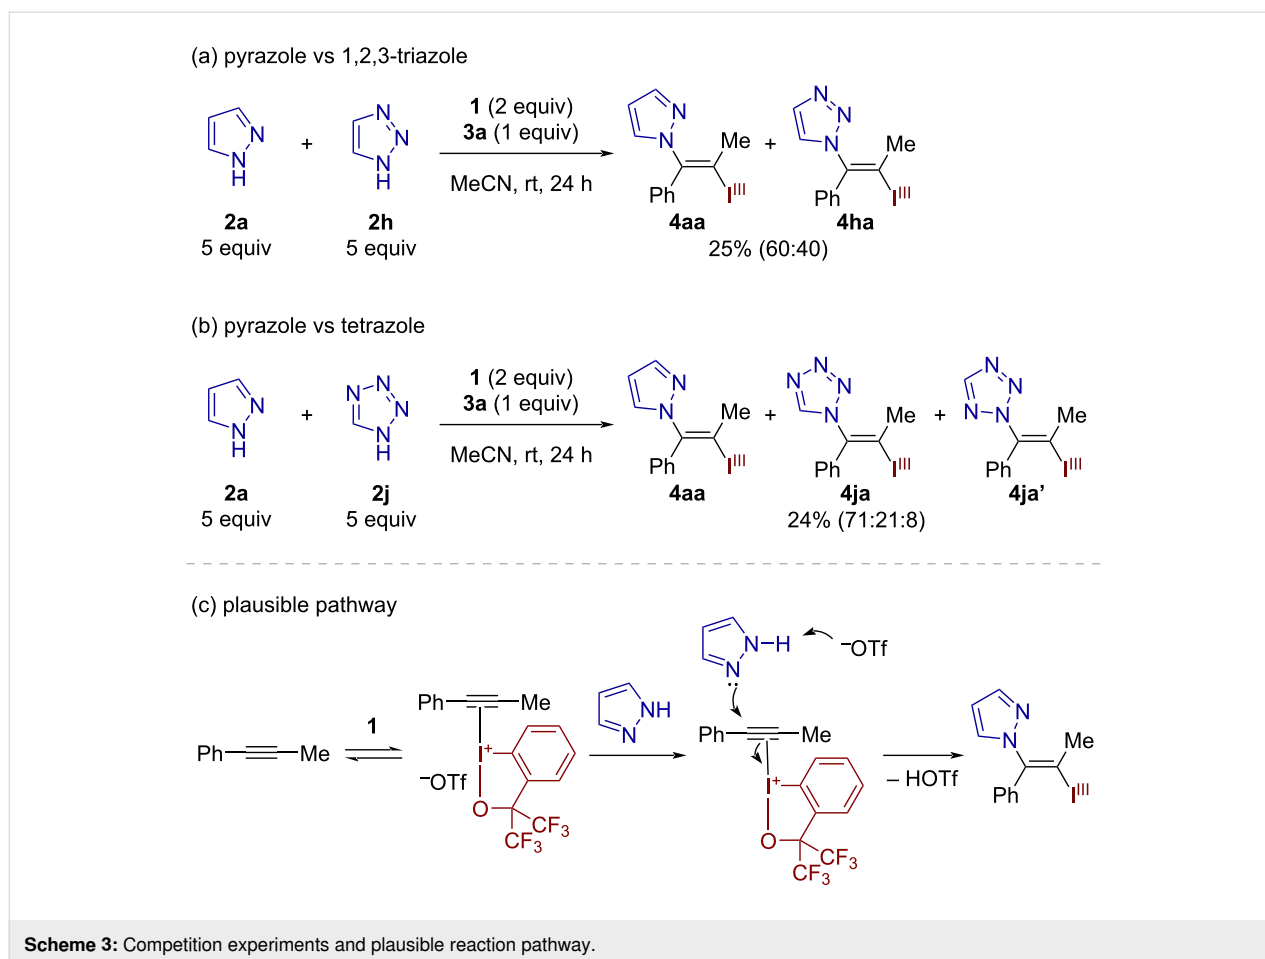 (a) pyrazole vs 1,2,3-triazole
N
N
H
2a
5 equiv
+
N
N
N
H
2h
5 equiv
1 (2 equiv)
3a (1 equiv)
MeCN, rt, 24 h
N
N
Me
Ph
I^III
4aa
+
N
N
N
Me
Ph
I^III
4ha
25% (60:40)
(b) pyrazole vs tetrazole
N
N
H
2a
5 equiv
+
N
N
N
N
H
2j
5 equiv
1 (2 equiv)
3a (1 equiv)
MeCN, rt, 24 h
N
N
Me
Ph
I^III
4aa
+
N
N
N
N
Me
Ph
I^III
4ja
+
N
N
N
N
Me
Ph
I^III
4ja’
24% (71:21:8)
(c) plausible pathway
Ph
Me
1
Ph
Me
I+
−OTf
O
CF3
CF3
NH
N
N
H
N
−OTf
Ph
Me
I+
O
CF3
CF3
– HOTf
N
N
Me
Ph
I^III
Scheme 3: Competition experiments and plausible reaction pathway.